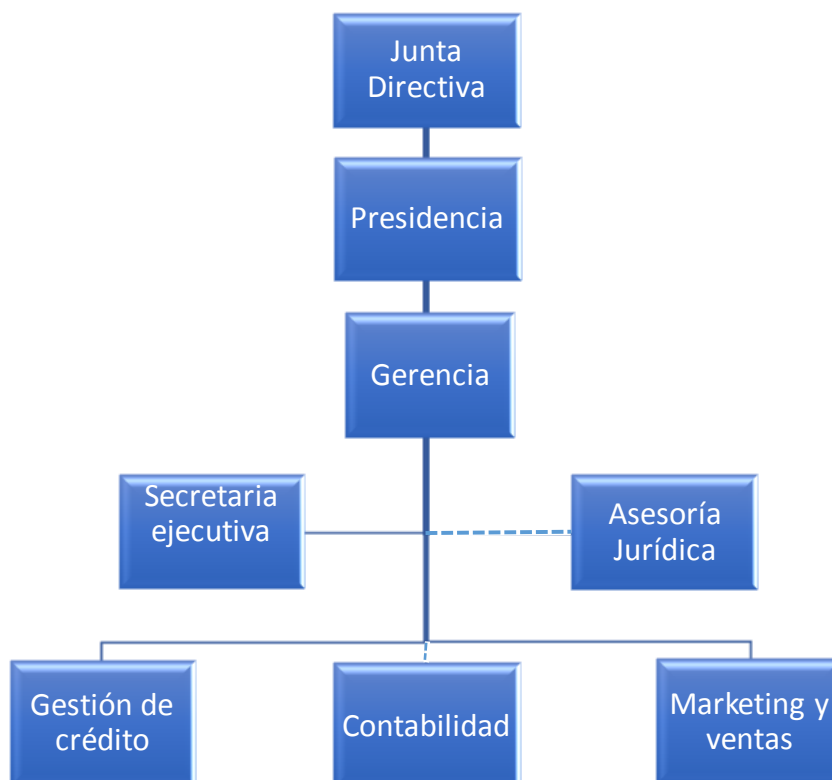 Junta
Directiva
Presidencia
Gerencia
Secretaria
ejecutiva
Asesoría
Jurídica
Gestión de
crédito
Contabilidad
Marketing y
ventas